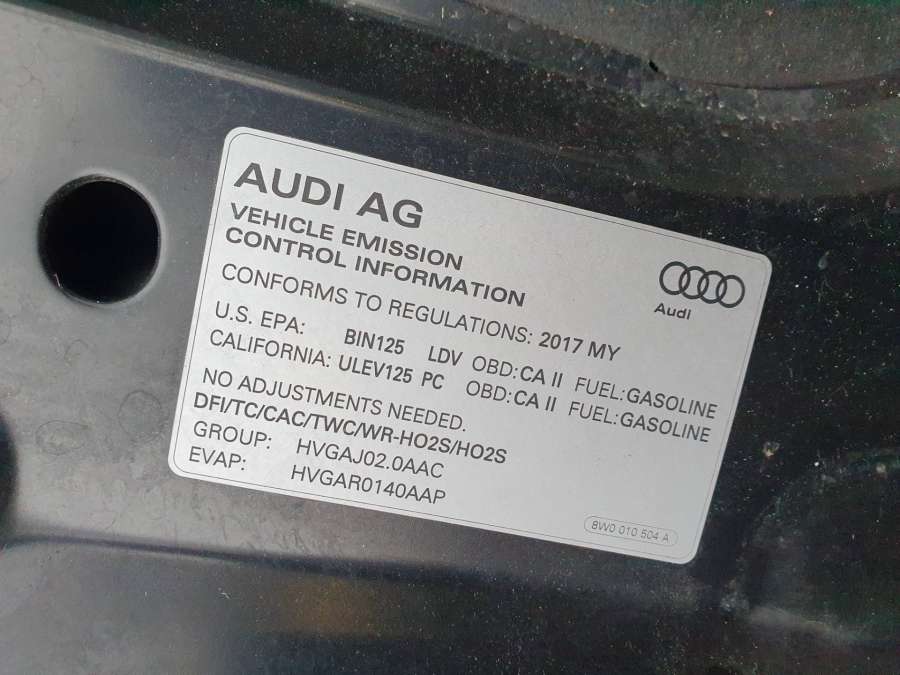 AUDI AG
VEHICLE EMISSION
CONTROL INFORMATION
Audi
CONFORMS TO REGULATIONS: 2017 MY
U.S. EPA: BIN125 LDV OBD: CA II FUEL: GASOLINE
CALIFORNIA: ULEV125 PC OBD: CA II FUEL: GASOLINE
NO ADJUSTMENTS NEEDED.
DFI/TC/CAC/TWC/WR-HO2S/HO2S
GROUP: HVGAJ02.0AAC
EVAP: HVGAR0140AAP
8W0 010 504 A